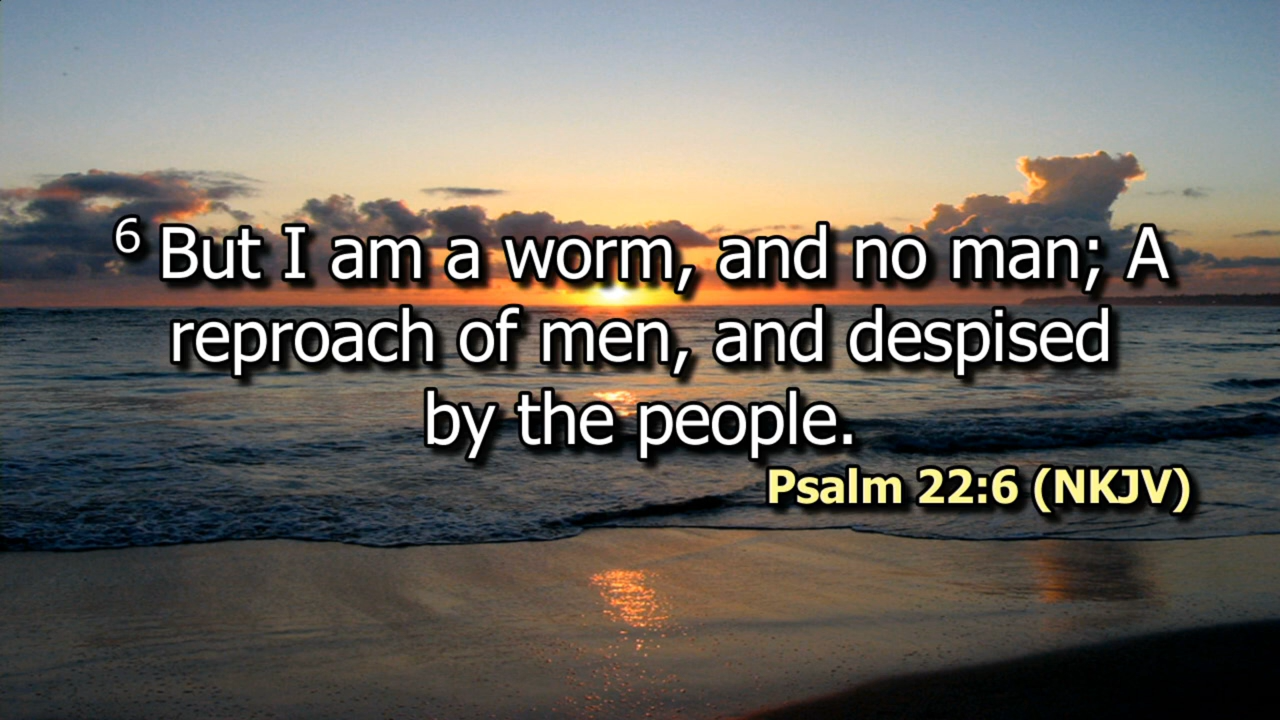 6 But I am a worm, and no man; A
reproach of men, and despised
by the people.
Psalm 22:6 (NKJV)